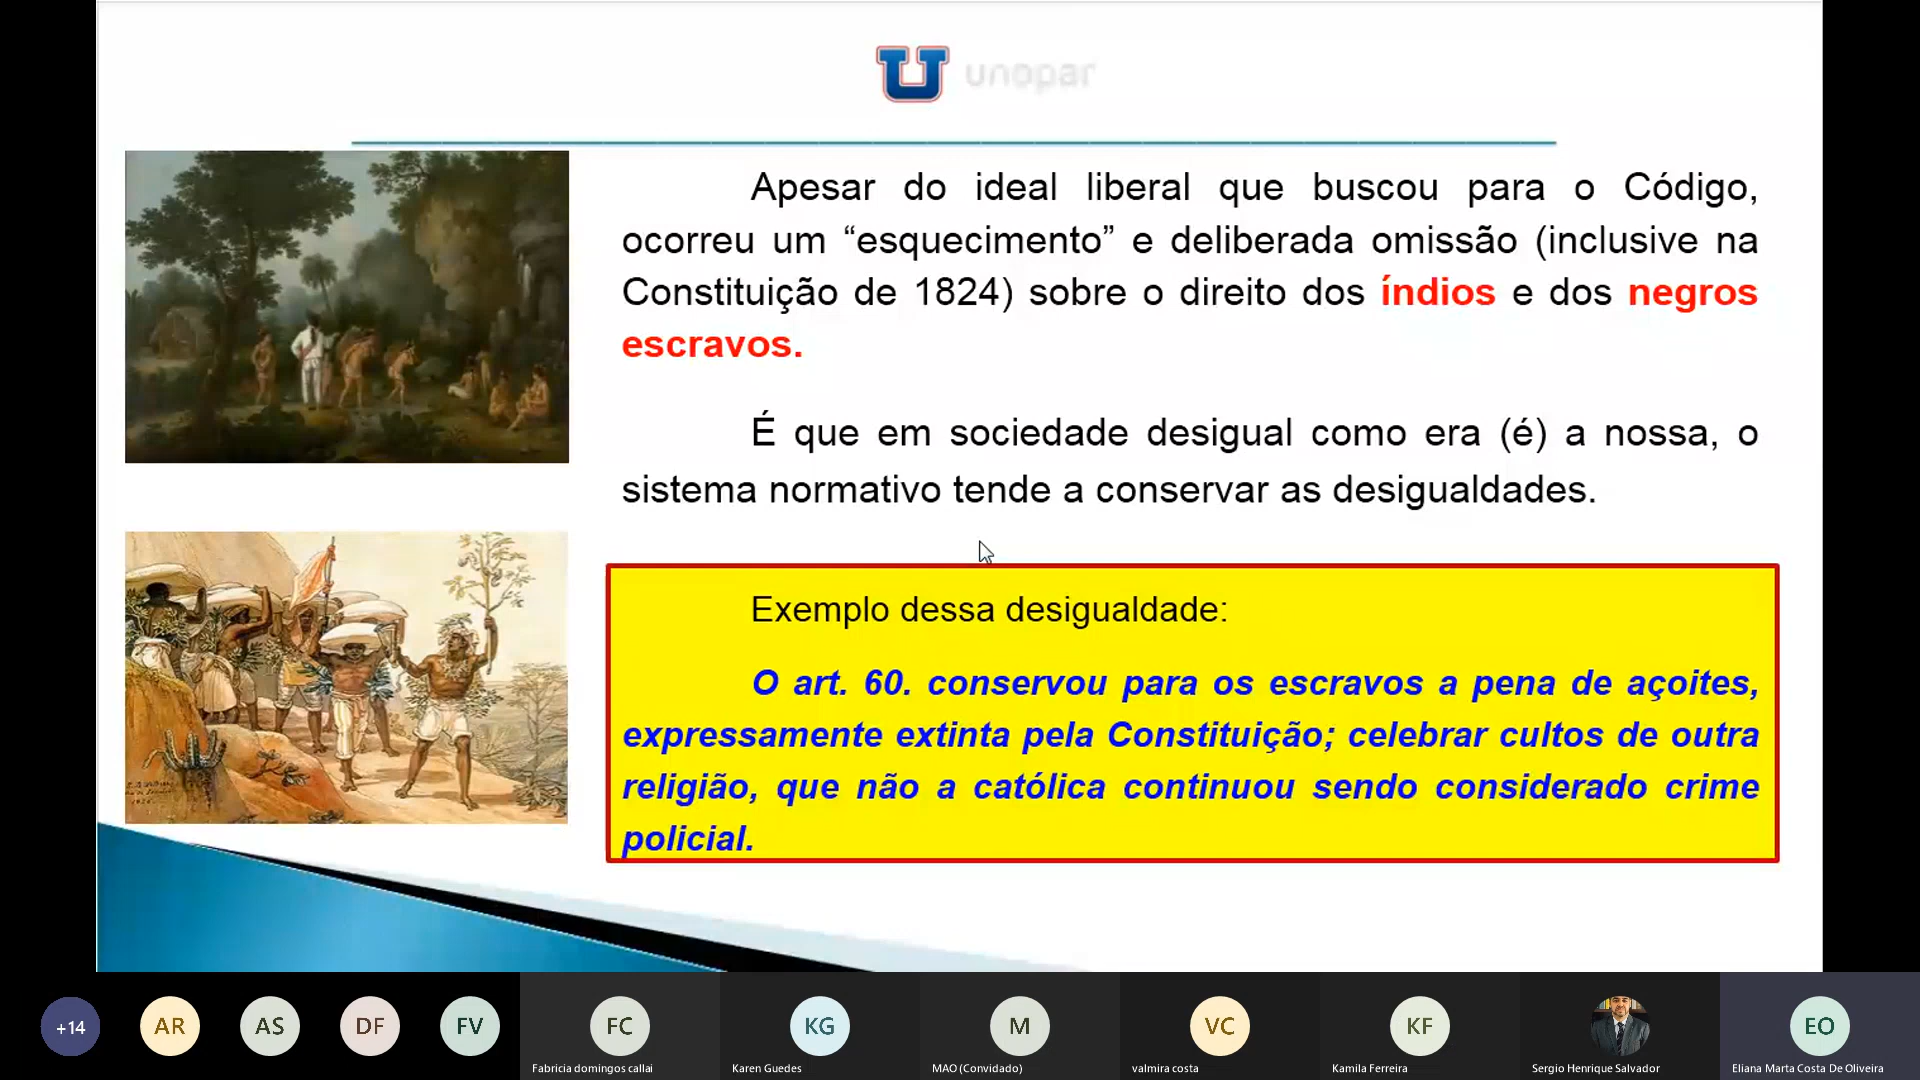 unopar
Apesar do ideal liberal que buscou para o Código,
ocorreu um “esquecimento” e deliberada omissão (inclusive na
Constituição de 1824) sobre o direito dos índios e dos negros
escravos.
É que em sociedade desigual como era (é) a nossa, o
sistema normativo tende a conservar as desigualdades.
Exemplo dessa desigualdade:
O art. 60. conservou para os escravos a pena de açoites,
expressamente extinta pela Constituição; celebrar cultos de outra
religião, que não a católica continuou sendo considerado crime
policial.
+14 AR AS DF FV FC KG M VC KF EO
Fabricia domingos callai Karen Guedes MAO (Convidado) valmira costa Kamila Ferreira Sergio Henrique Salvador Eliana Marta Costa De Oliveira